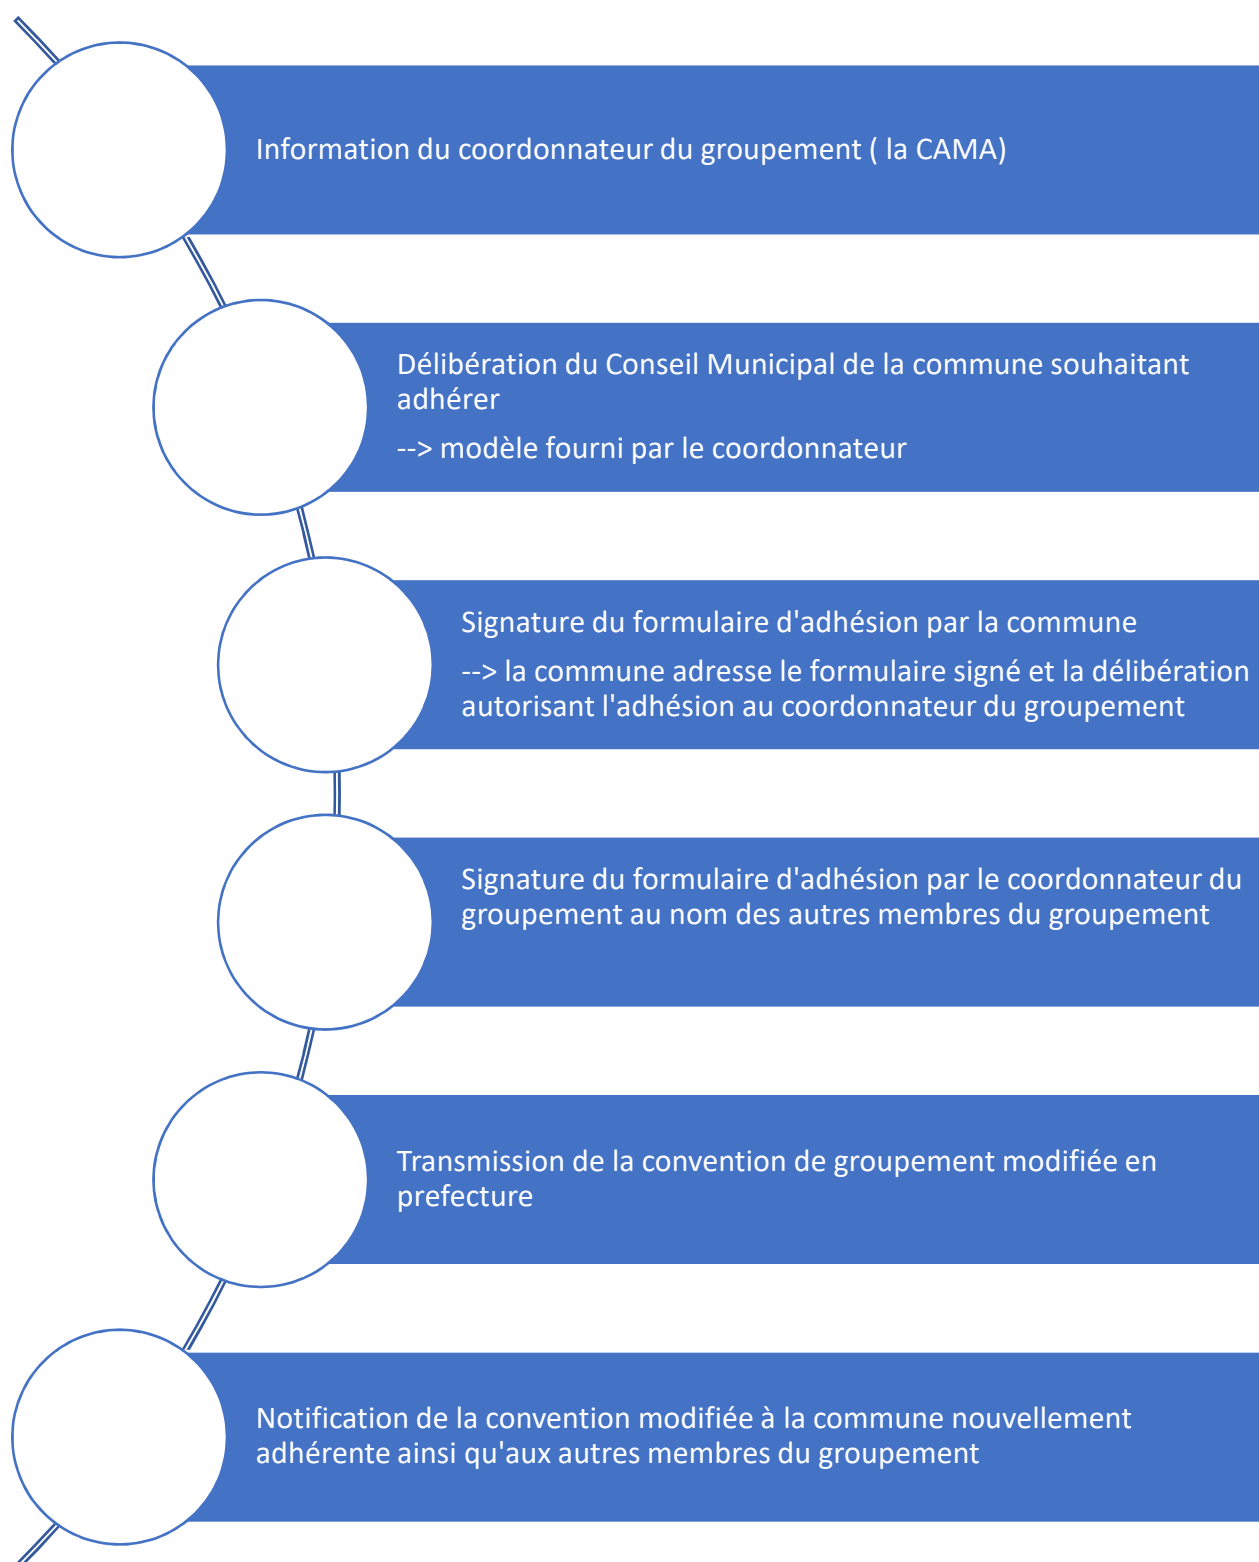 Information du coordonnateur du groupement ( la CAMA)
Délibération du Conseil Municipal de la commune souhaitant
adhérer
--> modèle fourni par le coordonnateur
Signature du formulaire d'adhésion par la commune
--> la commune adresse le formulaire signé et la délibération
autorisant l'adhésion au coordonnateur du groupement
Signature du formulaire d'adhésion par le coordonnateur du
groupement au nom des autres membres du groupement
Transmission de la convention de groupement modifiée en
prefecture
Notification de la convention modifiée à la commune nouvellement
adhérente ainsi qu'aux autres membres du groupement